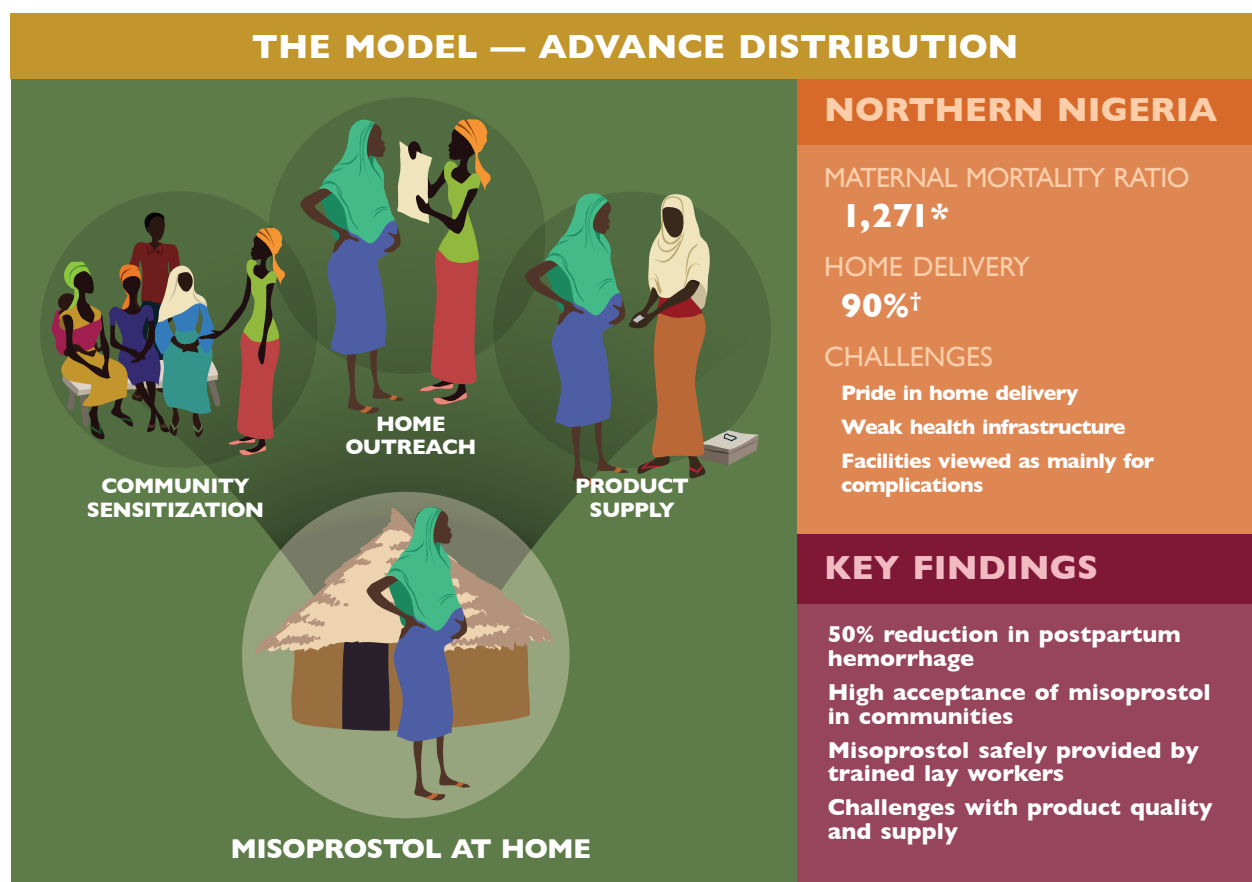 THE MODEL — ADVANCE DISTRIBUTION
HOME
OUTREACH
COMMUNITY
SENSITIZATION
PRODUCT
SUPPLY
MISOPROSTOL AT HOME
NORTHERN NIGERIA
MATERNAL MORTALITY RATIO
1,271*
HOME DELIVERY
90%†
CHALLENGES
Pride in home delivery
Weak health infrastructure
Facilities viewed as mainly for
complications
KEY FINDINGS
50% reduction in postpartum
hemorrhage
High acceptance of misoprostol
in communities
Misoprostol safely provided by
trained lay workers
Challenges with product quality
and supply